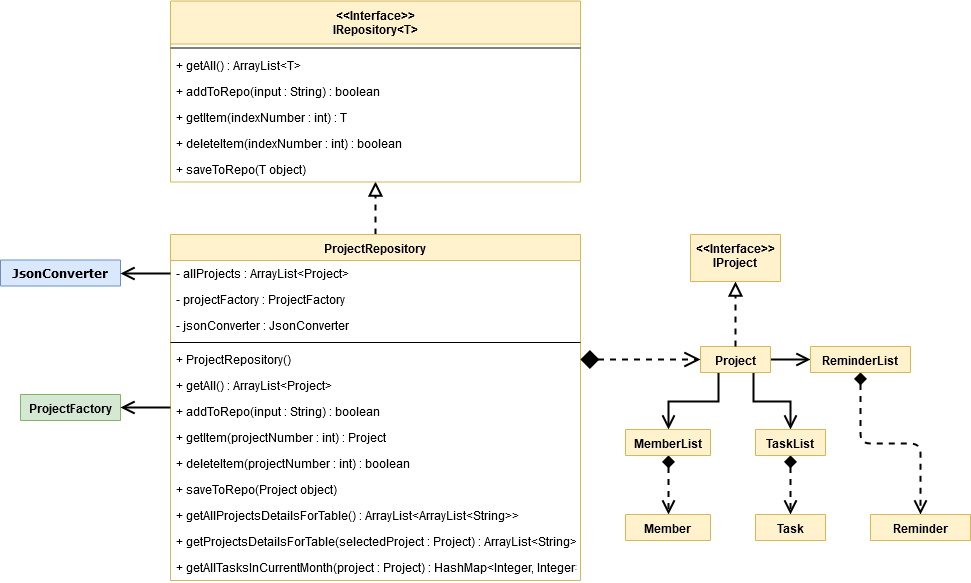 <<Interface>>
IRepository<T>
+ getAll() : ArrayList<T>
+ addToRepo(input : String) : boolean
+ getItem(indexNumber : int) : T
+ deleteItem(indexNumber : int) : boolean
+ saveToRepo(T object)
ProjectRepository
- allProjects : ArrayList<Project>
- projectFactory : ProjectFactory
- jsonConverter : JsonConverter
+ ProjectRepository()
+ getAll() : ArrayList<Project>
+ addToRepo(input : String) : boolean
+ getItem(projectNumber : int) : Project
+ deleteItem(projectNumber : int) : boolean
+ saveToRepo(Project object)
+ getAllProjectsDetailsForTable() : ArrayList<ArrayList<String>>
+ getProjectsDetailsForTable(selectedProject : Project) : ArrayList<String>
+ getAllTasksInCurrentMonth(project : Project) : HashMap<Integer, Integer
JsonConverter
ProjectFactory
<<Interface>>
IProject
Project
ReminderList
MemberList
TaskList
Member
Task
Reminder